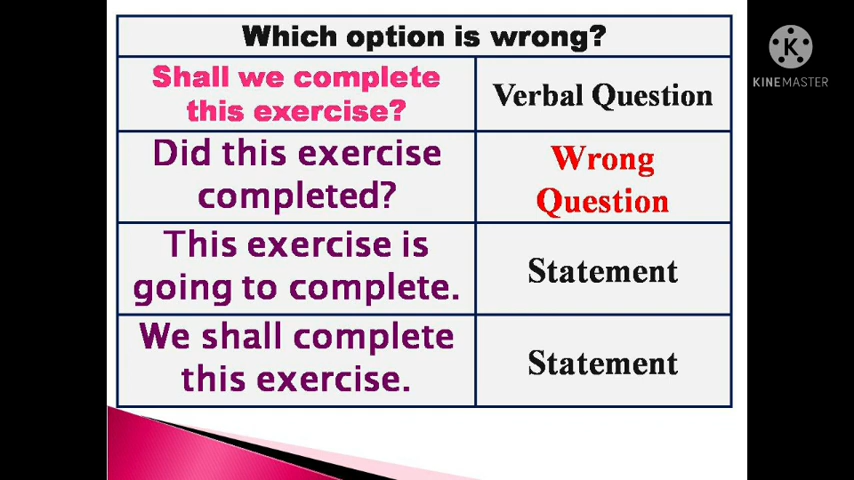 Which option is wrong?
Shall we complete
this exercise?
Verbal Question
Did this exercise
completed?
Wrong
Question
This exercise is
going to complete.
Statement
We shall complete
this exercise.
Statement
K
KINEMASTER